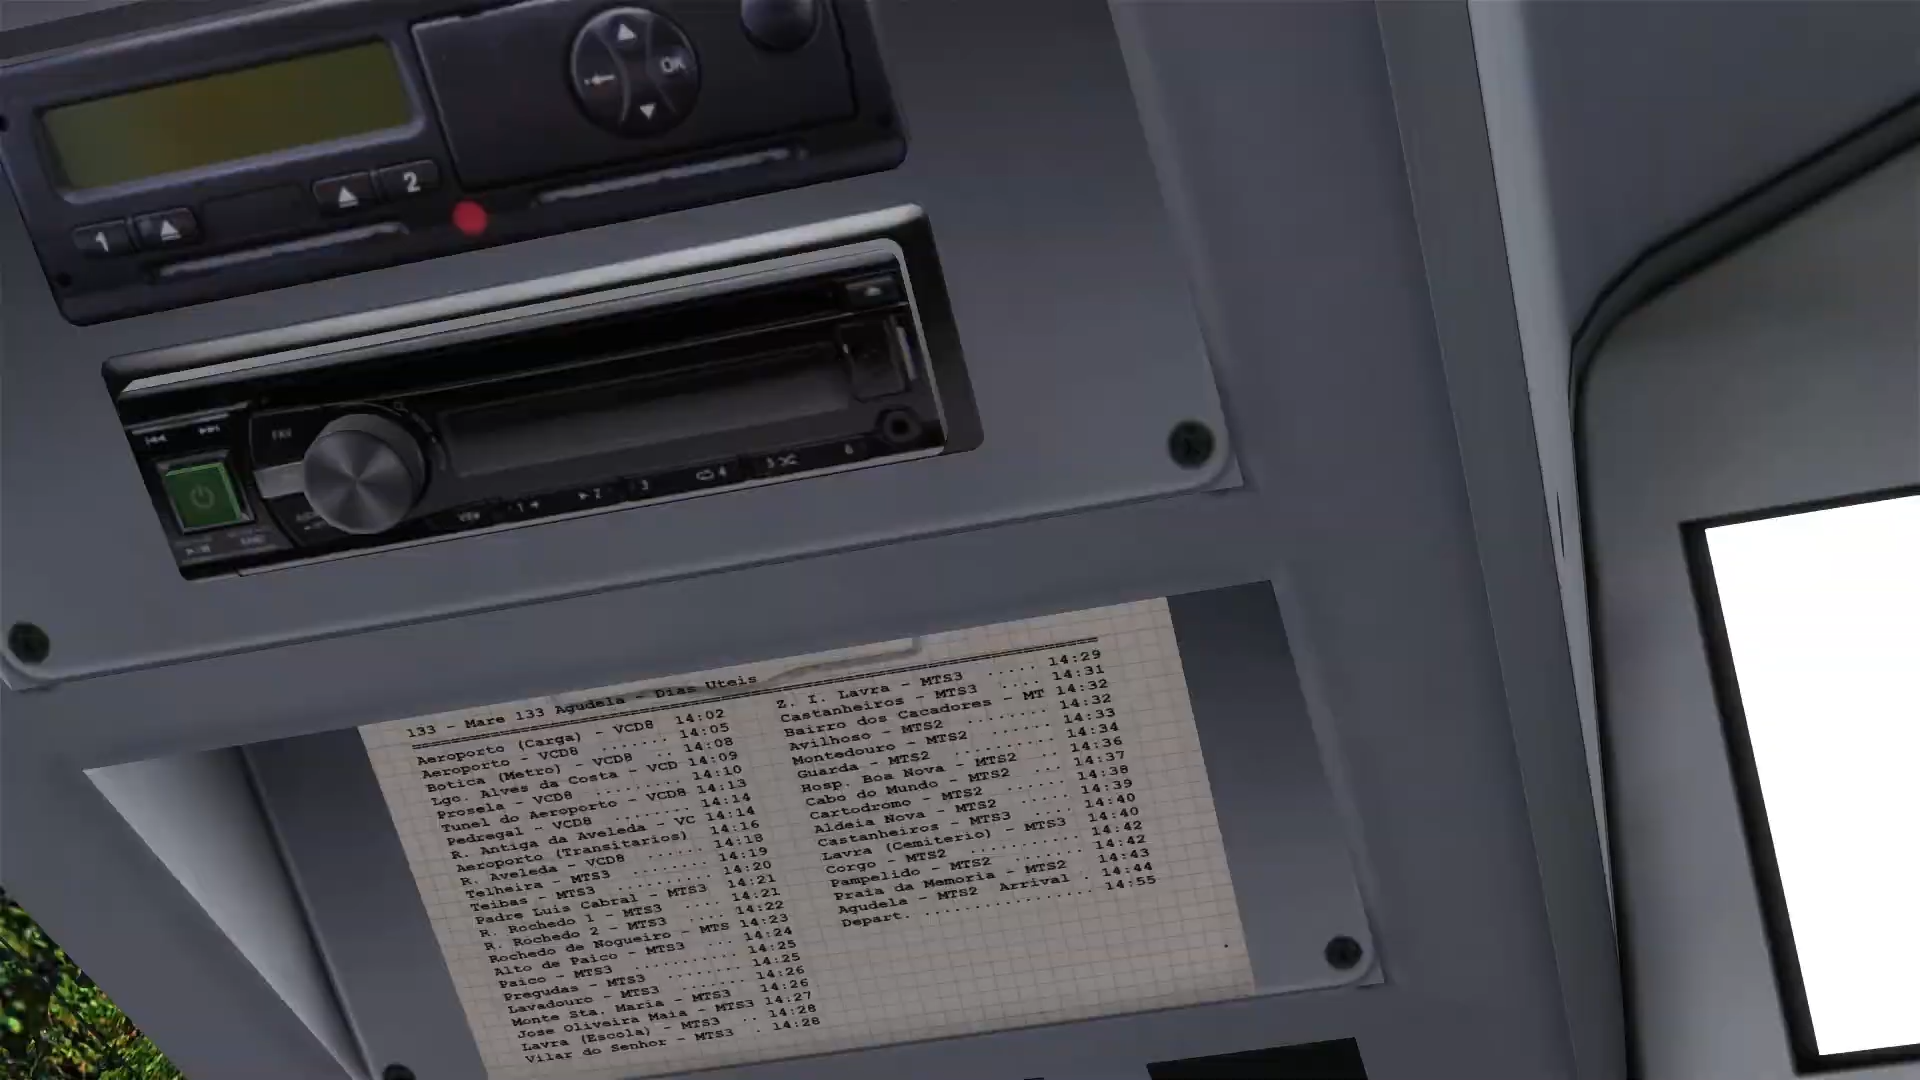 OK
1
2
133 - Mare 133 Agudela - Dias Uteis
Aeroporto (Carga) - VCD8 14:02
Aeroporto - VCD8 ....... 14:05
Botica (Metro) - VCD8 .. 14:08
Lgo. Alves da Costa - VCD 14:09
Prosela - VCD8 ........ 14:10
Tunel do Aeroporto - VCD8 14:13
Pedregal - VCD8 ....... 14:14
R. Antiga da Aveleda - VC 14:14
Aeroporto (Transitarios) 14:16
R. Aveleda - VCD8 ...... 14:18
Telheira - MTS3 ........ 14:19
Teibas - MTS3 .......... 14:20
Padre Luis Cabral - MTS3 14:21
R. Rochedo 1 - MTS3 .... 14:21
R. Rochedo 2 - MTS3 .... 14:22
Rochedo de Nogueiro - MTS 14:23
Alto de Paico - MTS3 ... 14:24
Paico - MTS3 ........... 14:25
Pregudas - MTS3 ........ 14:25
Lavadouro - MTS3 ....... 14:26
Monte Sta. Maria - MTS3 14:26
Jose Oliveira Maia - MTS3 14:27
Lavra (Escola) - MTS3 .. 14:28
Vilar do Senhor - MTS3 . 14:28
Z. I. Lavra - MTS3 ..... 14:29
Castanheiros - MTS3 .... 14:31
Bairro dos Cacadores - MT 14:32
Avilhoso - MTS2 ........ 14:32
Montedouro - MTS2 ...... 14:33
Guarda - MTS2 .......... 14:34
Hosp. Boa Nova - MTS2 .. 14:36
Cabo do Mundo - MTS2 ... 14:37
Cartodromo - MTS2 ...... 14:38
Aldeia Nova - MTS2 ..... 14:39
Castanheiros - MTS3 .... 14:40
Lavra (Cemiterio) - MTS3 14:40
Corgo - MTS2 ........... 14:42
Pampelido - MTS2 ....... 14:42
Praia da Memoria - MTS2 14:43
Agudela - MTS2 Arrival . 14:44
Depart. ................ 14:55